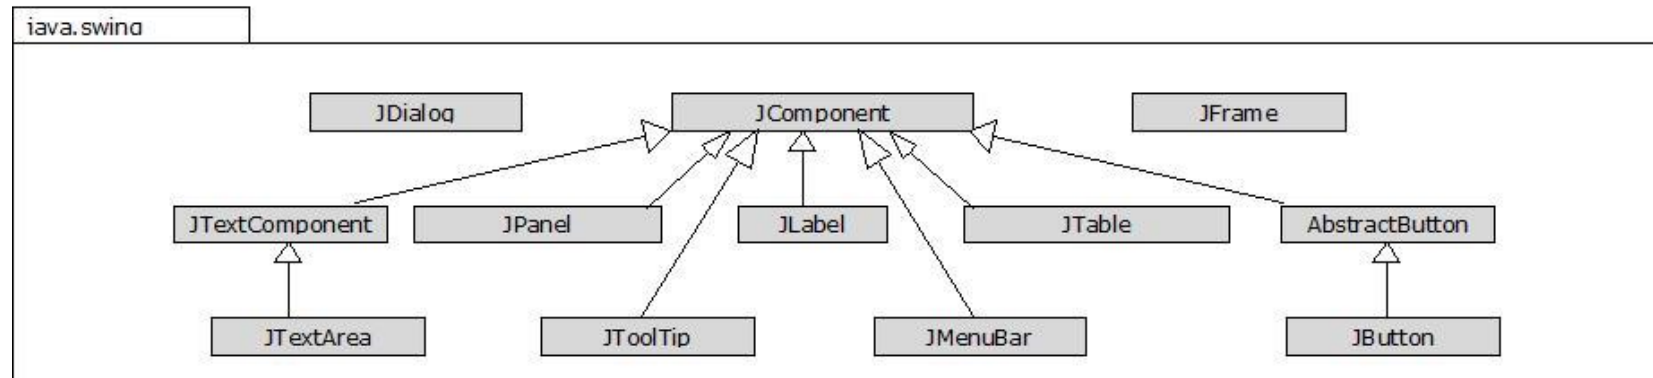 java.swing
JDialog
JComponent
JFrame
JTextComponent
JPanel
JLabel
JTable
AbstractButton
JTextArea
JToolTip
JMenuBar
JButton